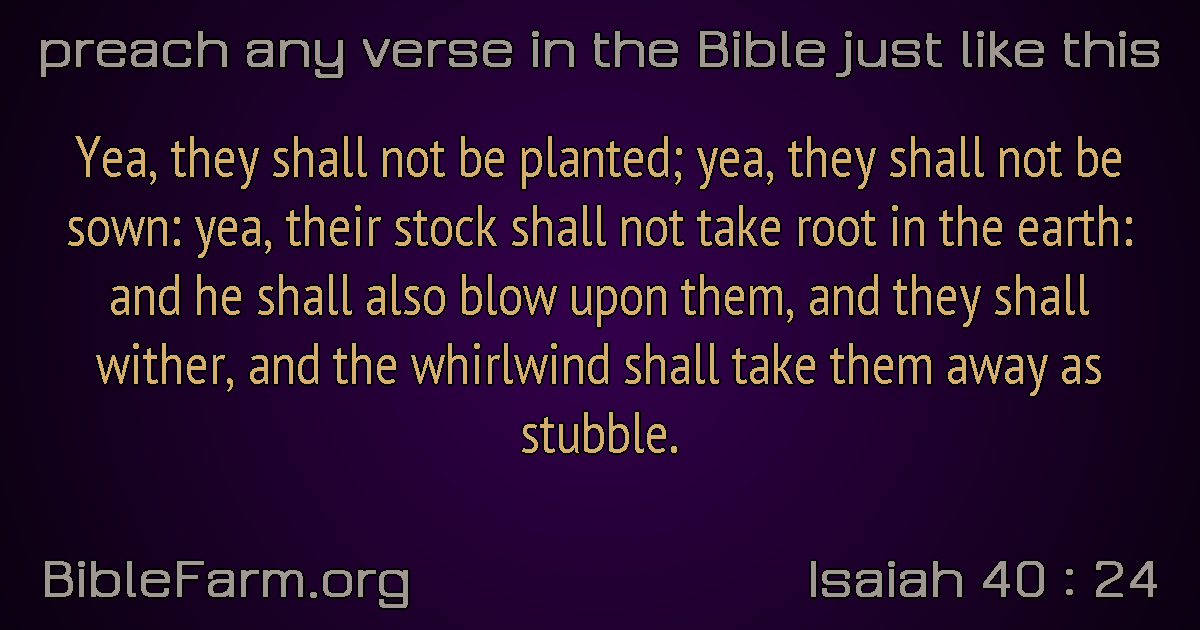 preach any verse in the Bible just like this
Yea, they shall not be planted; yea, they shall not be
sown: yea, their stock shall not take root in the earth:
and he shall also blow upon them, and they shall
wither, and the whirlwind shall take them away as
stubble.
BibleFarm.org
Isaiah 40 : 24